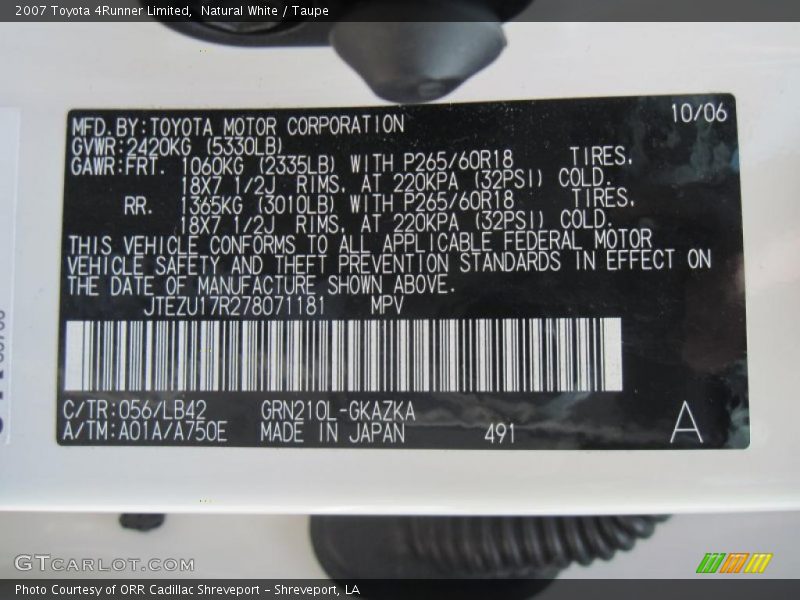 2007 Toyota 4Runner Limited,  Natural White / Taupe
10/06
MFD.BY:TOYOTA MOTOR CORPORATION
GVWR:2420KG (5330LB)
GAWR:FRT. 1060KG (2335LB) WITH P265/60R18 TIRES,
18X7 1/2J RIMS, AT 220KPA (32PSI) COLD.
RR. 1365KG (3010LB) WITH P265/60R18 TIRES,
18X7 1/2J RIMS, AT 220KPA (32PSI) COLD.
THIS VEHICLE CONFORMS TO ALL APPLICABLE FEDERAL MOTOR
VEHICLE SAFETY AND THEFT PREVENTION STANDARDS IN EFFECT ON
THE DATE OF MANUFACTURE SHOWN ABOVE.
JTEZU17R278071181 MPV
C/TR:056/LB42 GRN210L-GKAZKA
A/TM:A01A/A750E MADE IN JAPAN 491 A
GTCARLOT.COM
Photo Courtesy of ORR Cadillac Shreveport - Shreveport, LA